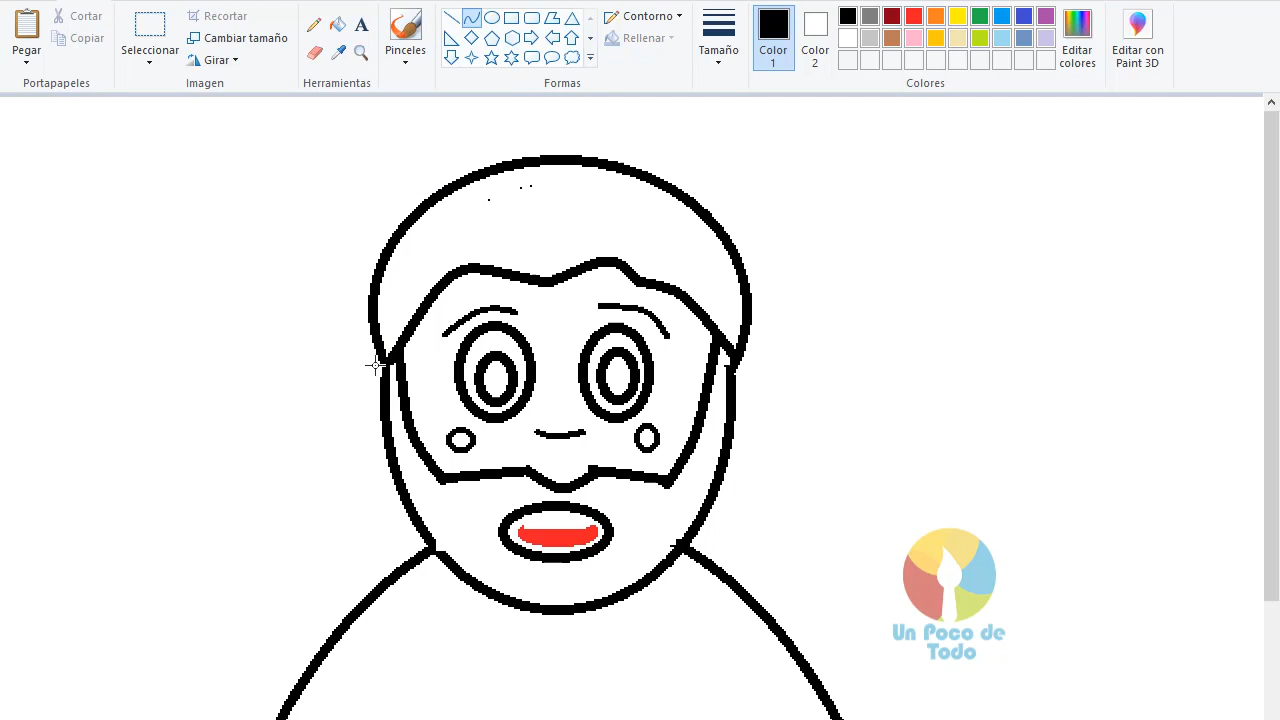 Pegar
Cortar
Copiar
Portapapeles
Seleccionar
Recortar
Cambiar tamaño
Girar
Imagen
A
Herramientas
Pinceles
Contorno
Rellenar
Formas
Tamaño
Color
1
Color
2
Editar
colores
Colores
Editar con
Paint 3D
Un Poco de
Todo